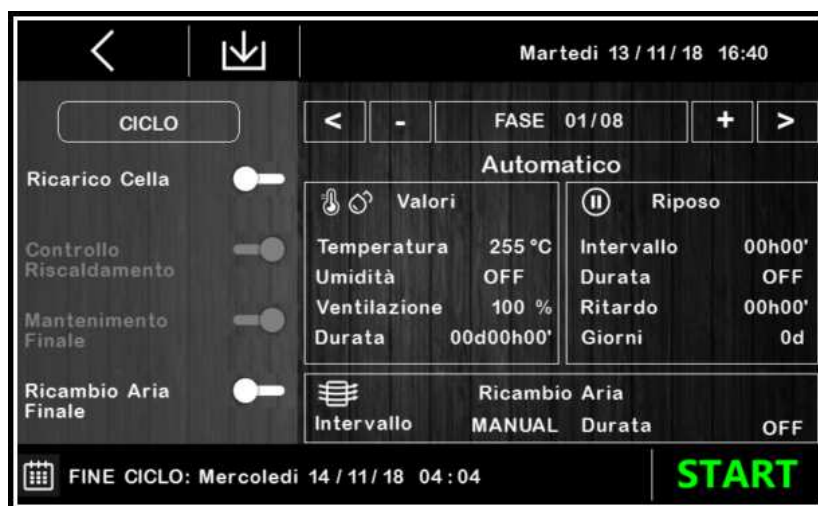 Martedi 13 / 11 / 18 16:40
CICLO
< - FASE 01/08 + >
Automatico
Ricarico Cella
Controllo
Riscaldamento
Mantenimento
Finale
Ricambio Aria
Finale
Valori
Temperatura 255 °C
Umidità OFF
Ventilazione 100 %
Durata 00d00h00'
Riposo
Intervallo 00h00'
Durata OFF
Ritardo 00h00'
Giorni 0d
Ricambio Aria
Intervallo MANUAL Durata OFF
FINE CICLO: Mercoledi 14 / 11 / 18 04 : 04
START